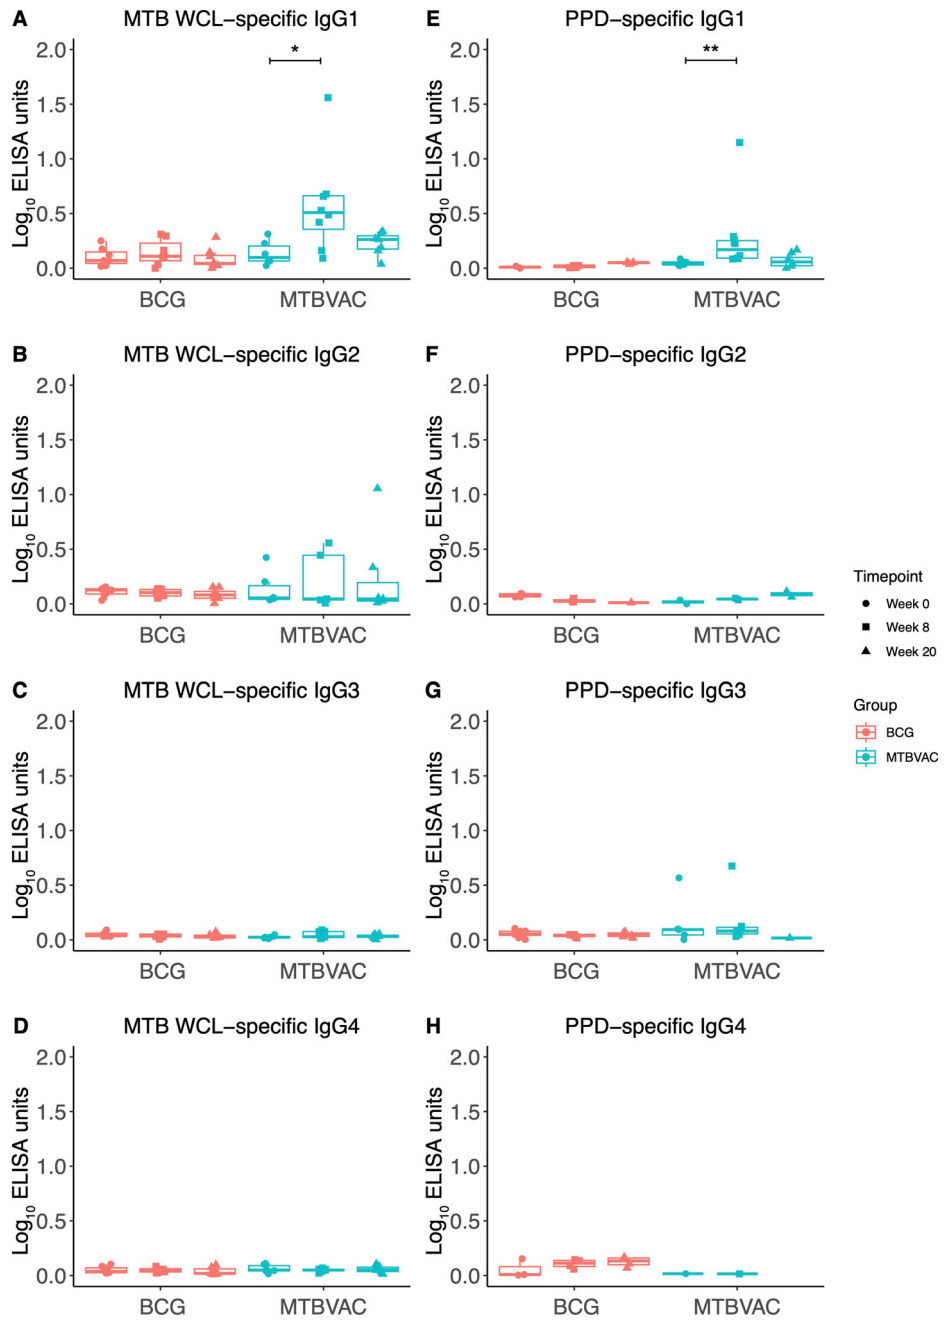 A MTB WCL–specific IgG1
Log10 ELISA units
2.0
1.5
1.0
0.5
0.0
*
BCG MTBVAC
E PPD–specific IgG1
Log10 ELISA units
2.0
1.5
1.0
0.5
0.0
**
BCG MTBVAC
B MTB WCL–specific IgG2
Log10 ELISA units
2.0
1.5
1.0
0.5
0.0
BCG MTBVAC
F PPD–specific IgG2
Log10 ELISA units
2.0
1.5
1.0
0.5
0.0
BCG MTBVAC
C MTB WCL–specific IgG3
Log10 ELISA units
2.0
1.5
1.0
0.5
0.0
BCG MTBVAC
G PPD–specific IgG3
Log10 ELISA units
2.0
1.5
1.0
0.5
0.0
BCG MTBVAC
D MTB WCL–specific IgG4
Log10 ELISA units
2.0
1.5
1.0
0.5
0.0
BCG MTBVAC
H PPD–specific IgG4
Log10 ELISA units
2.0
1.5
1.0
0.5
0.0
BCG MTBVAC
Timepoint
Week 0
Week 8
Week 20
Group
BCG
MTBVAC